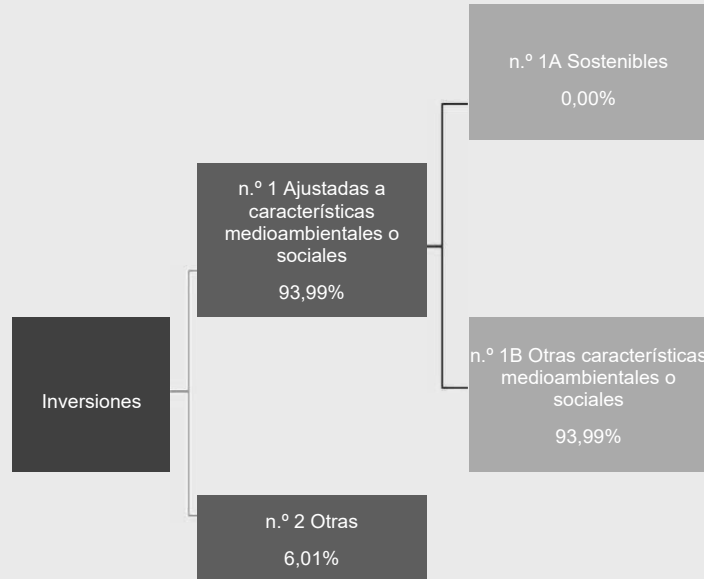 n.º 1A Sostenibles
0,00%
n.º 1 Ajustadas a
características
medioambientales o
sociales
93,99%
Inversiones
n.º 1B Otras características
medioambientales o
sociales
93,99%
n.º 2 Otras
6,01%